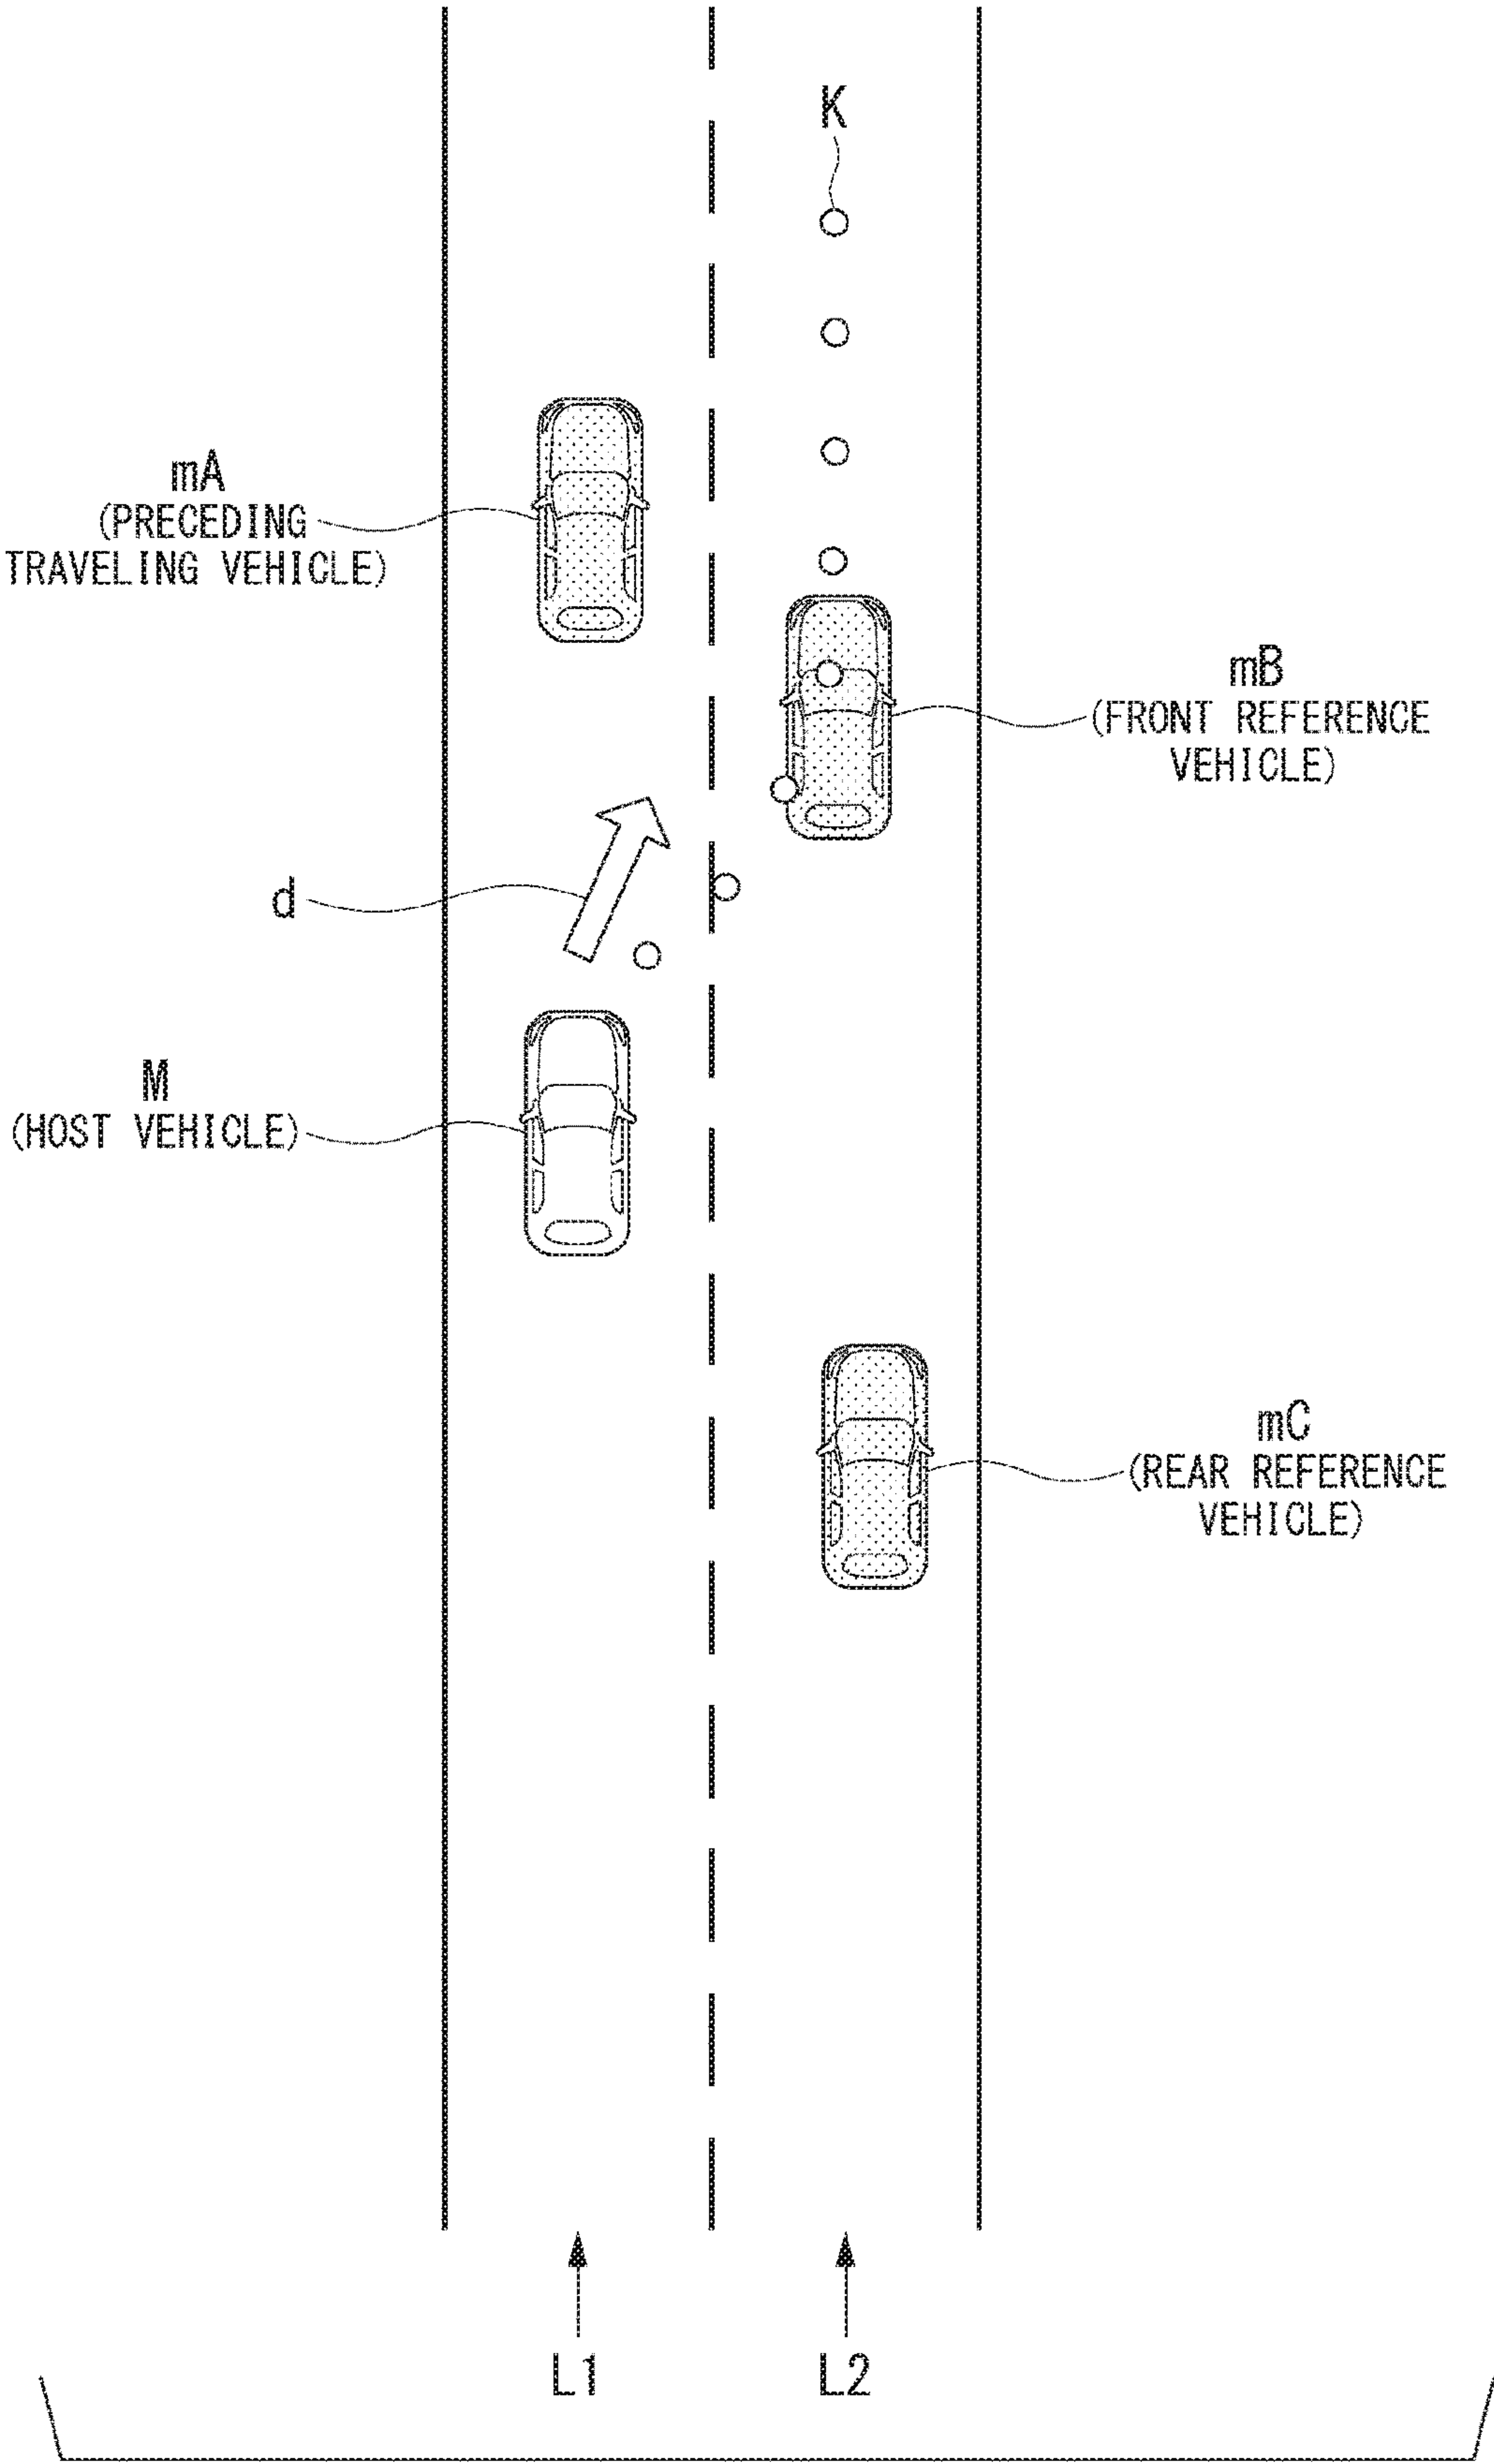 K
mA
(PRECEDING
TRAVELING VEHICLE)
mB
(FRONT REFERENCE
VEHICLE)
d
M
(HOST VEHICLE)
mC
(REAR REFERENCE
VEHICLE)
L1
L2